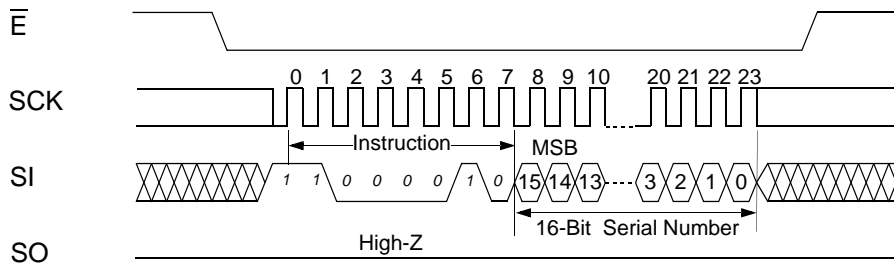 E
0 1 2 3 4 5 6 7 8 9 10 20 21 22 23
SCK
Instruction MSB
SI 1 1 0 0 0 0 1 0 15 14 13 3 2 1 0
16-Bit Serial Number
High-Z
SO